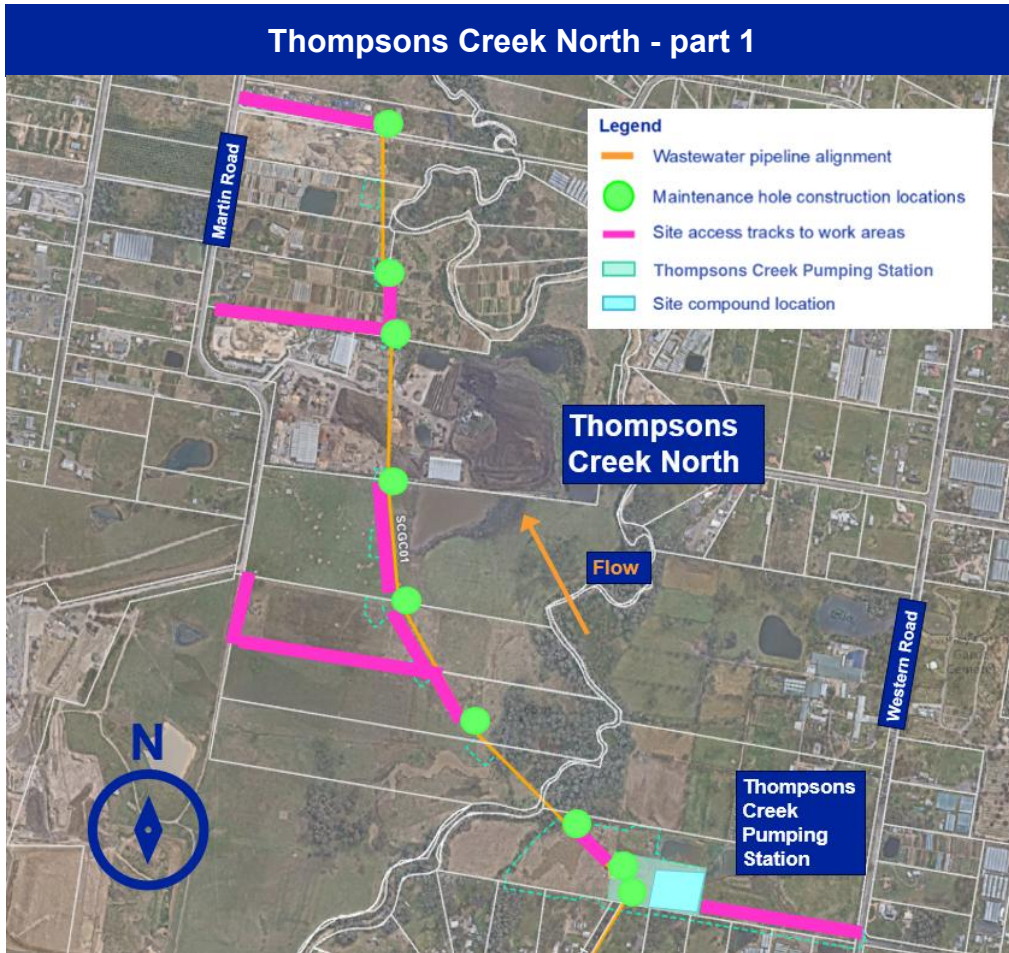 Thompsons Creek North - part 1
Legend
Wastewater pipeline alignment
Maintenance hole construction locations
Site access tracks to work areas
Thompsons Creek Pumping Station
Site compound location
Martin Road
Thompsons
Creek North
SCGC01
Flow
Western Road
N
Thompsons
Creek
Pumping
Station